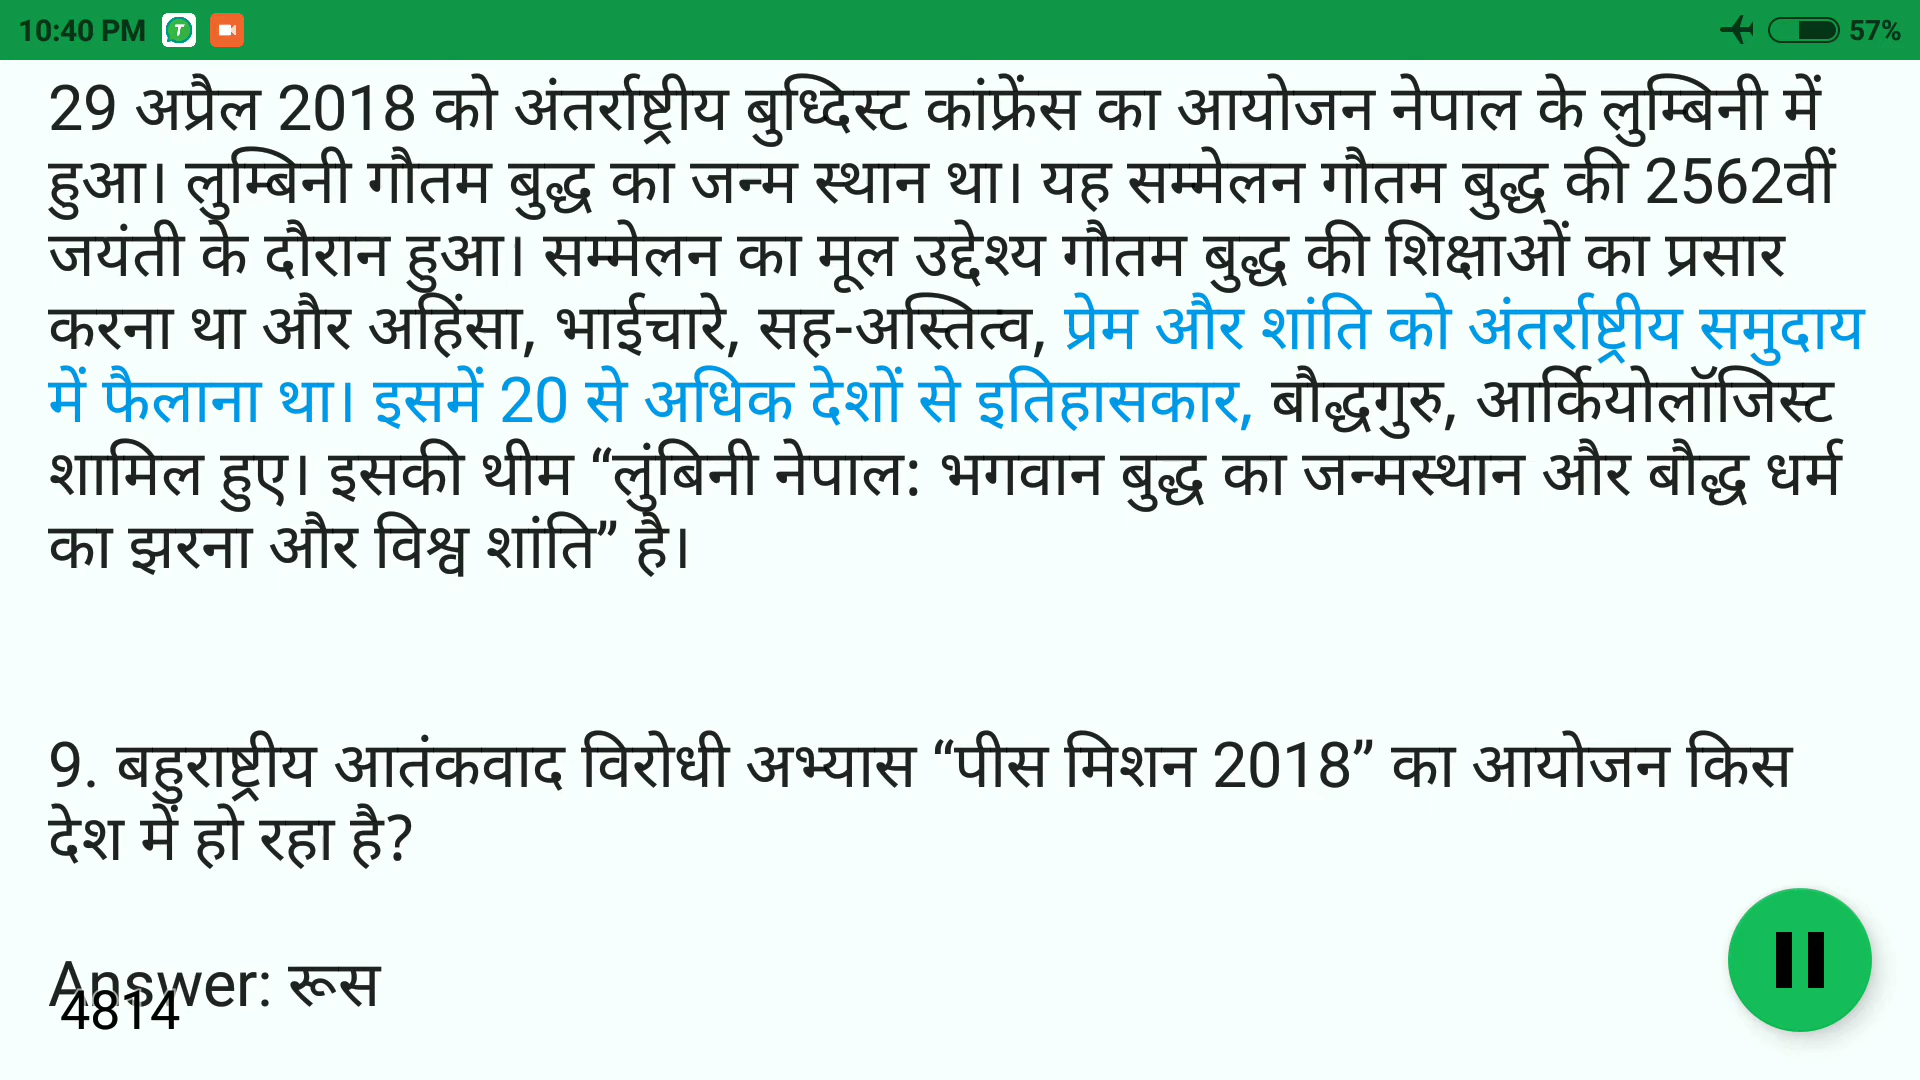 10:40 PM
57%
29 अप्रैल 2018 को अंतर्राष्ट्रीय बुध्दिस्ट कांफ्रेंस का आयोजन नेपाल के लुम्बिनी में
हुआ। लुम्बिनी गौतम बुद्ध का जन्म स्थान था। यह सम्मेलन गौतम बुद्ध की 2562वीं
जयंती के दौरान हुआ। सम्मेलन का मूल उद्देश्य गौतम बुद्ध की शिक्षाओं का प्रसार
करना था और अहिंसा, भाईचारे, सह-अस्तित्व, प्रेम और शांति को अंतर्राष्ट्रीय समुदाय
में फैलाना था। इसमें 20 से अधिक देशों से इतिहासकार, बौद्धगुरु, आर्कियोलॉजिस्ट
शामिल हुए। इसकी थीम “लुंबिनी नेपाल: भगवान बुद्ध का जन्मस्थान और बौद्ध धर्म
का झरना और विश्व शांति” है।
9. बहुराष्ट्रीय आतंकवाद विरोधी अभ्यास “पीस मिशन 2018” का आयोजन किस
देश में हो रहा है?
Answer: रूस
4814